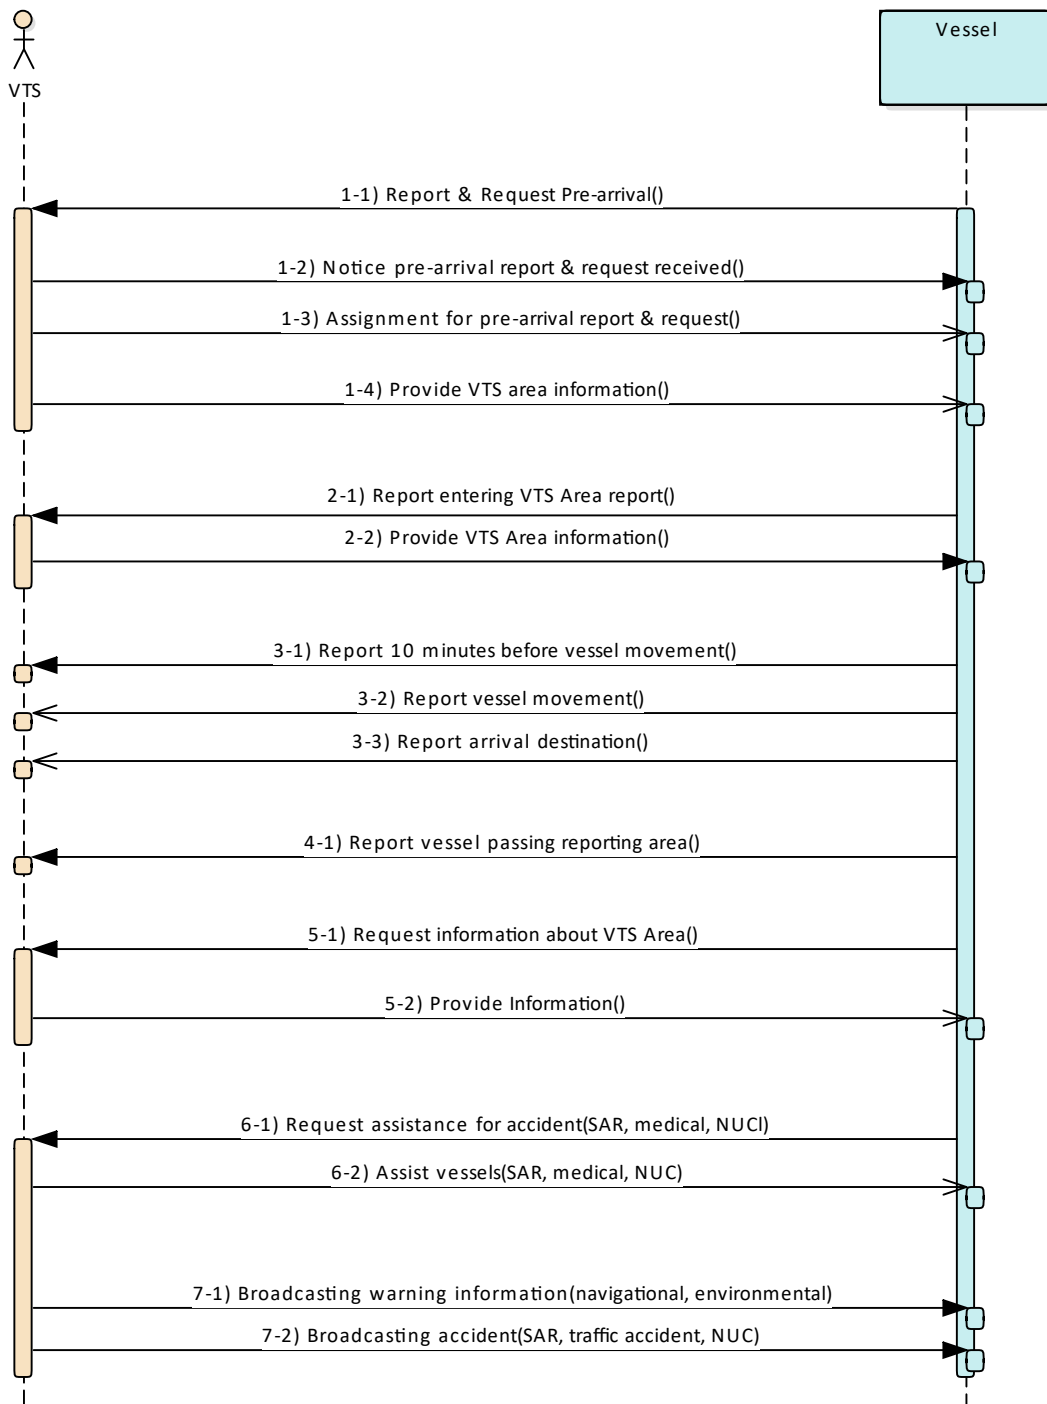 Vessel
VTS
1-1) Report & Request Pre-arrival()
1-2) Notice pre-arrival report & request received()
1-3) Assignment for pre-arrival report & request()
1-4) Provide VTS area information()
2-1) Report entering VTS Area report()
2-2) Provide VTS Area information()
3-1) Report 10 minutes before vessel movement()
3-2) Report vessel movement()
3-3) Report arrival destination()
4-1) Report vessel passing reporting area()
5-1) Request information about VTS Area()
5-2) Provide Information()
6-1) Request assistance for accident(SAR, medical, NUCl)
6-2) Assist vessels(SAR, medical, NUC)
7-1) Broadcasting warning information(navigational, environmental)
7-2) Broadcasting accident(SAR, traffic accident, NUC)